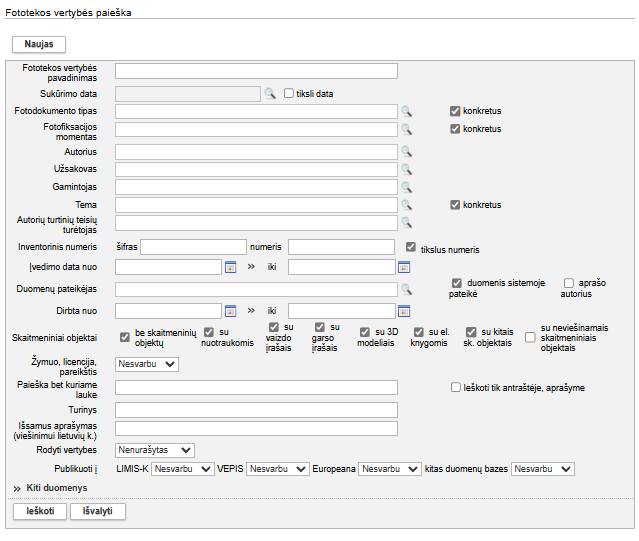 Fototekos vertybės paieška
Naujas
Fototekos vertybės
pavadinimas
Sukūrimo data
tiksli data
Fotodokumento tipas
konkretus
Fotofiksacijos
momentas
konkretus
Autorius
Užsakovas
Gamintojas
Tema
konkretus
Autorių turtinių teisių
turėtojas
Inventorinis numeris šifras numeris tikslus numeris
Įvedimo data nuo » iki
Duomenų pateikėjas
duomenis sistemoje
pateikė
aprašo
autorius
Dirbta nuo » iki
Skaitmeniniai objektai
be skaitmeninių
objektų
su
nuotraukomis
su
vaizdo
įrašais
su
garso
įrašais
su 3D
modeliais
su el.
knygomis
su kitais
sk. objektais
su neviešinamais
skaitmeniniais
objektais
Žymuo, licencija,
pareikštis
Nesvarbu
Paieška bet kuriame
lauke
Ieškoti tik antraštėje, aprašyme
Turinys
Išsamus aprašymas
(viešinimui lietuvių k.)
Rodyti vertybes Nenurašytas
Publikuoti į LIMIS-K Nesvarbu VEPIS Nesvarbu Europeana Nesvarbu kitas duomenų bazes Nesvarbu
» Kiti duomenys
Ieškoti Išvalyti